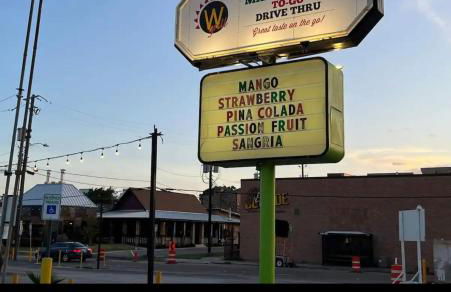 W
TO-GO
DRIVE THRU
Great taste on the go!
MANGO
STRAWBERRY
PINA COLADA
PASSION FRUIT
SANGRIA